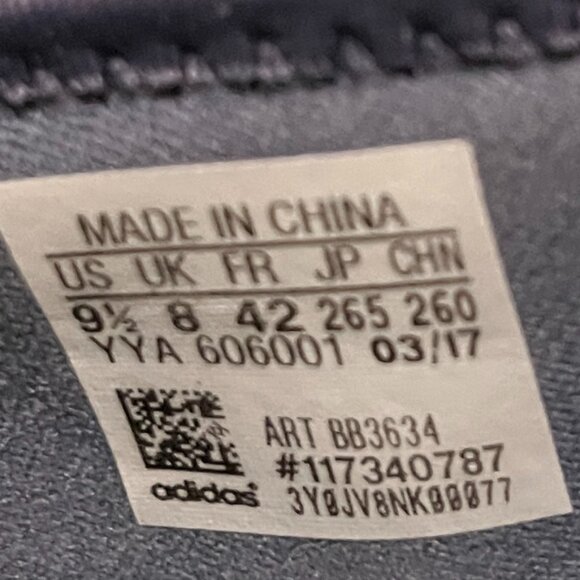 MADE IN CHINA
US UK FR JP CHN
9½ 8 42 265 260
YYA 606001 03/17
ART BB3634
#117340787
adidas
3Y0JV8NK00077